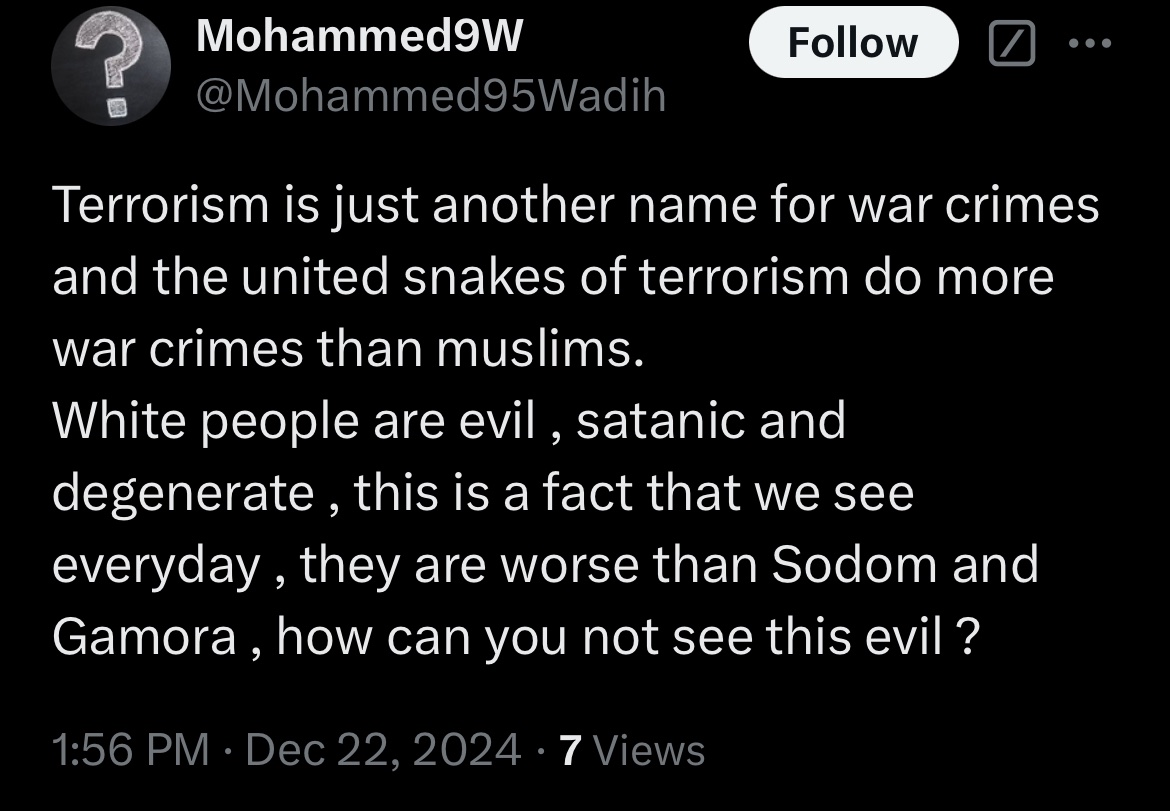 Mohammed9W
@Mohammed95Wadih
Follow
Terrorism is just another name for war crimes
and the united snakes of terrorism do more
war crimes than muslims.
White people are evil , satanic and
degenerate , this is a fact that we see
everyday , they are worse than Sodom and
Gamora , how can you not see this evil ?
1:56 PM · Dec 22, 2024 · 7 Views